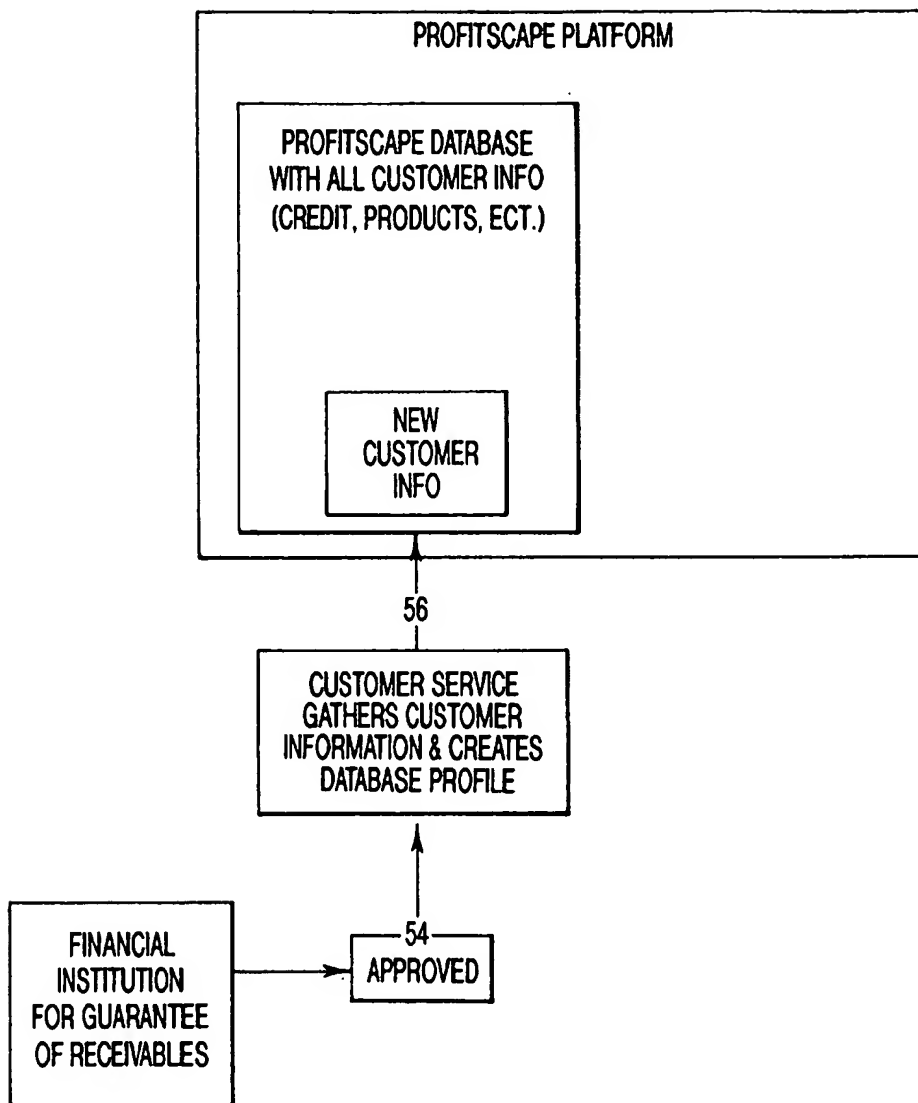 PROFITSCAPE PLATFORM
PROFITSCAPE DATABASE
WITH ALL CUSTOMER INFO
(CREDIT, PRODUCTS, ECT.)
NEW
CUSTOMER
INFO
56
CUSTOMER SERVICE
GATHERS CUSTOMER
INFORMATION & CREATES
DATABASE PROFILE
54
APPROVED
FINANCIAL
INSTITUTION
FOR GUARANTEE
OF RECEIVABLES